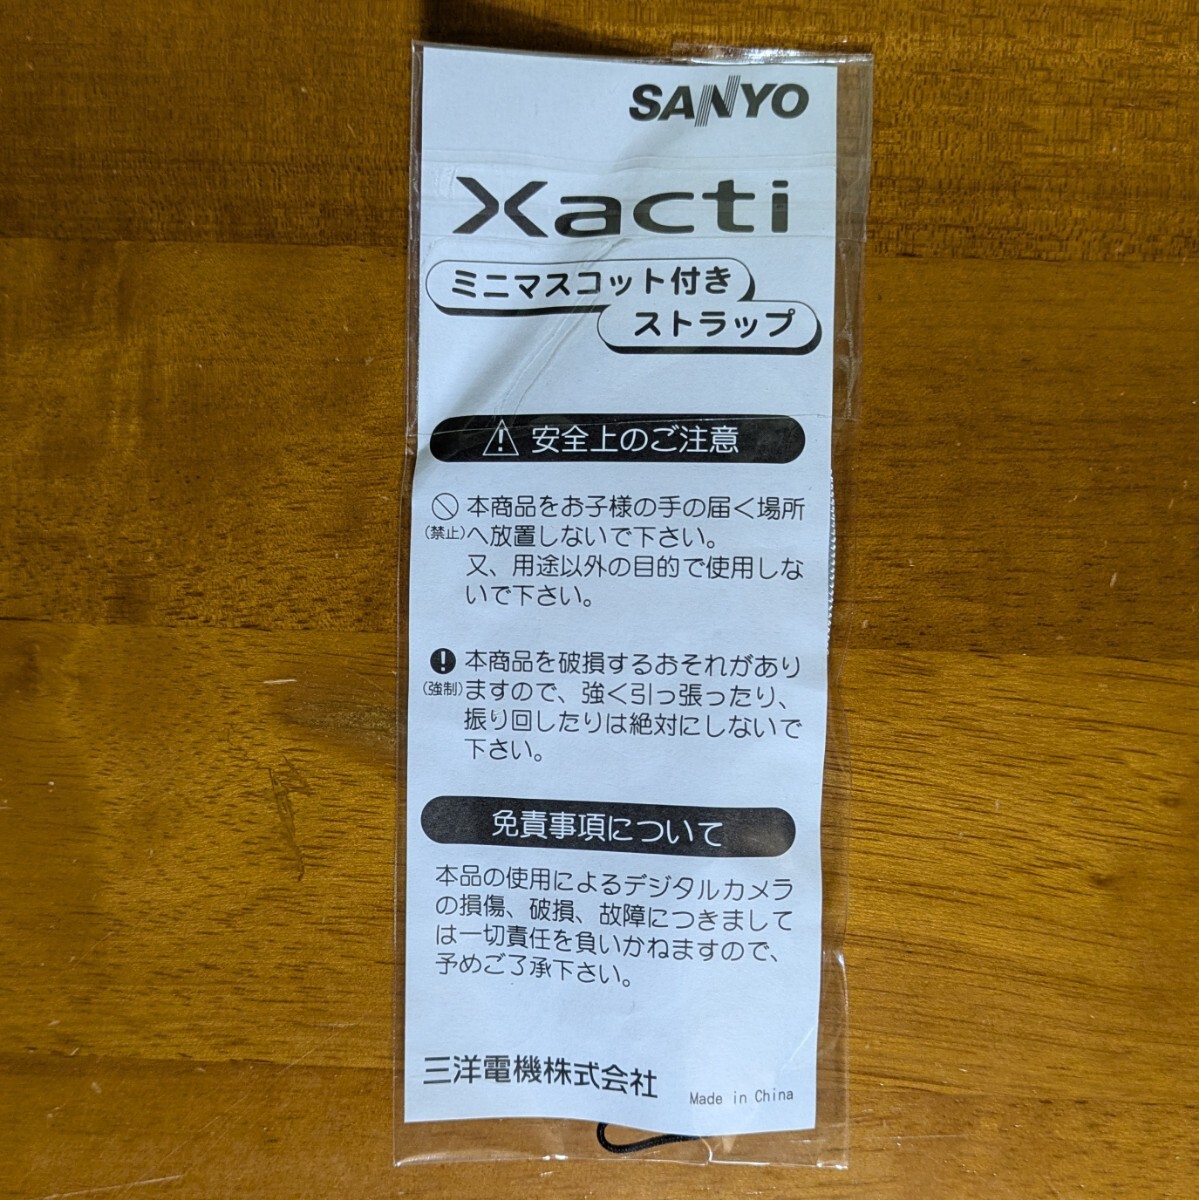 SANYO
Xacti
ミニマスコット付き
ストラップ
安全上のご注意
本商品をお子様の手の届く場所
(禁止)へ放置しないで下さい。
又、用途以外の目的で使用しな
いで下さい。
本商品を破損するおそれがあり
(強制)ますので、強く引っ張ったり、
振り回したりは絶対にしないで
下さい。
免責事項について
本品の使用によるデジタルカメラ
の損傷、破損、故障につきまして
は一切責任を負いかねますので、
予めご了承下さい。
三洋電機株式会社
Made in China